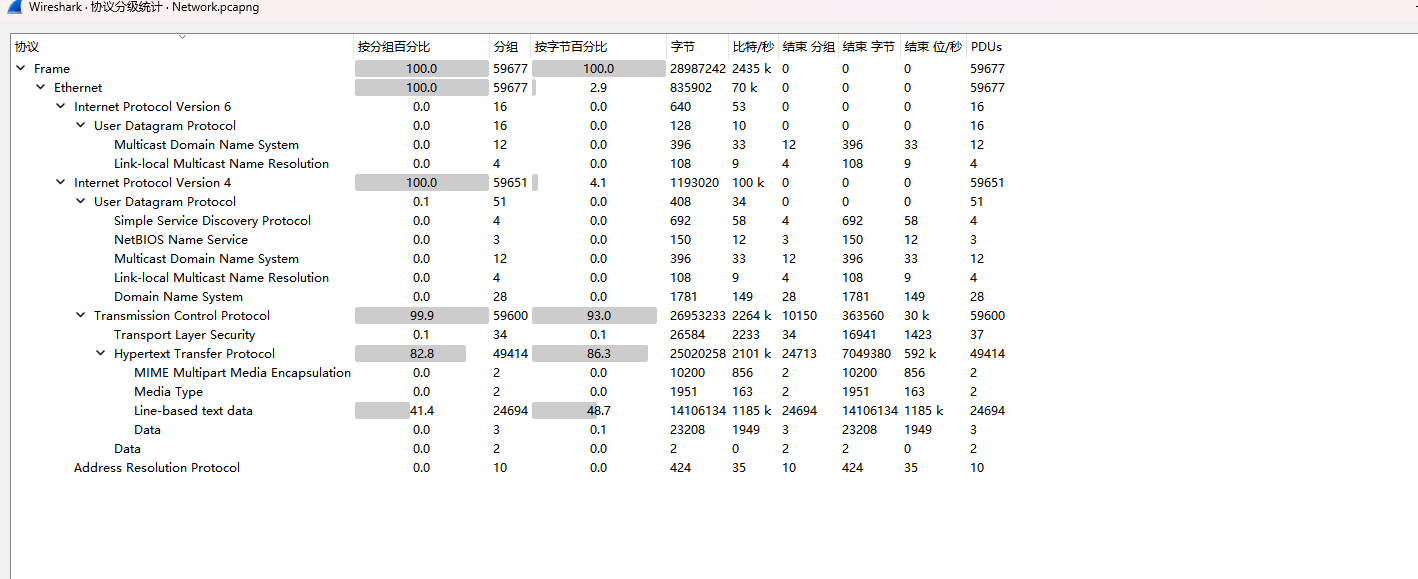 Wireshark · 协议分级统计 · Network.pcapng
协议 按分组百分比 分组 按字节百分比 字节 比特/秒 结束 分组 结束 字节 结束 位/秒 PDUs
Frame 100.0 59677 100.0 28987242 2435 k 0 0 0 59677
Ethernet 100.0 59677 2.9 835902 70 k 0 0 0 59677
Internet Protocol Version 6 0.0 16 0.0 640 53 0 0 0 16
User Datagram Protocol 0.0 16 0.0 128 10 0 0 0 16
Multicast Domain Name System 0.0 12 0.0 396 33 12 396 33 12
Link-local Multicast Name Resolution 0.0 4 0.0 108 9 4 108 9 4
Internet Protocol Version 4 100.0 59651 4.1 1193020 100 k 0 0 0 59651
User Datagram Protocol 0.1 51 0.0 408 34 0 0 0 51
Simple Service Discovery Protocol 0.0 4 0.0 692 58 4 692 58 4
NetBIOS Name Service 0.0 3 0.0 150 12 3 150 12 3
Multicast Domain Name System 0.0 12 0.0 396 33 12 396 33 12
Link-local Multicast Name Resolution 0.0 4 0.0 108 9 4 108 9 4
Domain Name System 0.0 28 0.0 1781 149 28 1781 149 28
Transmission Control Protocol 99.9 59600 93.0 26953233 2264 k 10150 363560 30 k 59600
Transport Layer Security 0.1 34 0.1 26584 2233 34 16941 1423 37
Hypertext Transfer Protocol 82.8 49414 86.3 25020258 2101 k 24713 7049380 592 k 49414
MIME Multipart Media Encapsulation 0.0 2 0.0 10200 856 2 10200 856 2
Media Type 0.0 2 0.0 1951 163 2 1951 163 2
Line-based text data 41.4 24694 48.7 14106134 1185 k 24694 14106134 1185 k 24694
Data 0.0 3 0.1 23208 1949 3 23208 1949 3
Data 0.0 2 0.0 2 0 2 2 0 2
Address Resolution Protocol 0.0 10 0.0 424 35 10 424 35 10